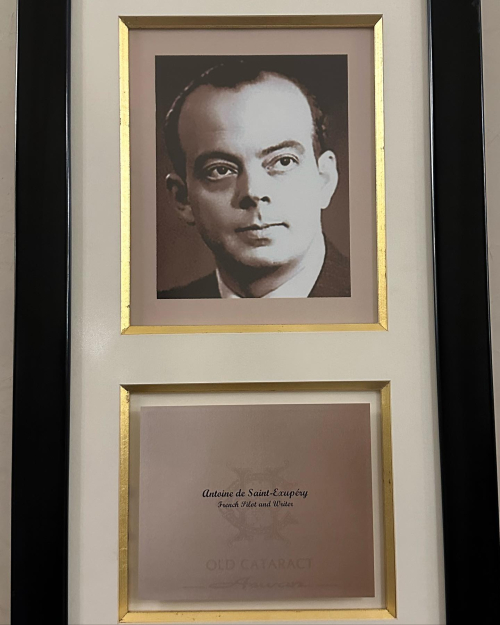 Antoine de Saint-Exupéry
French Pilot and Writer
OLD CATARACT